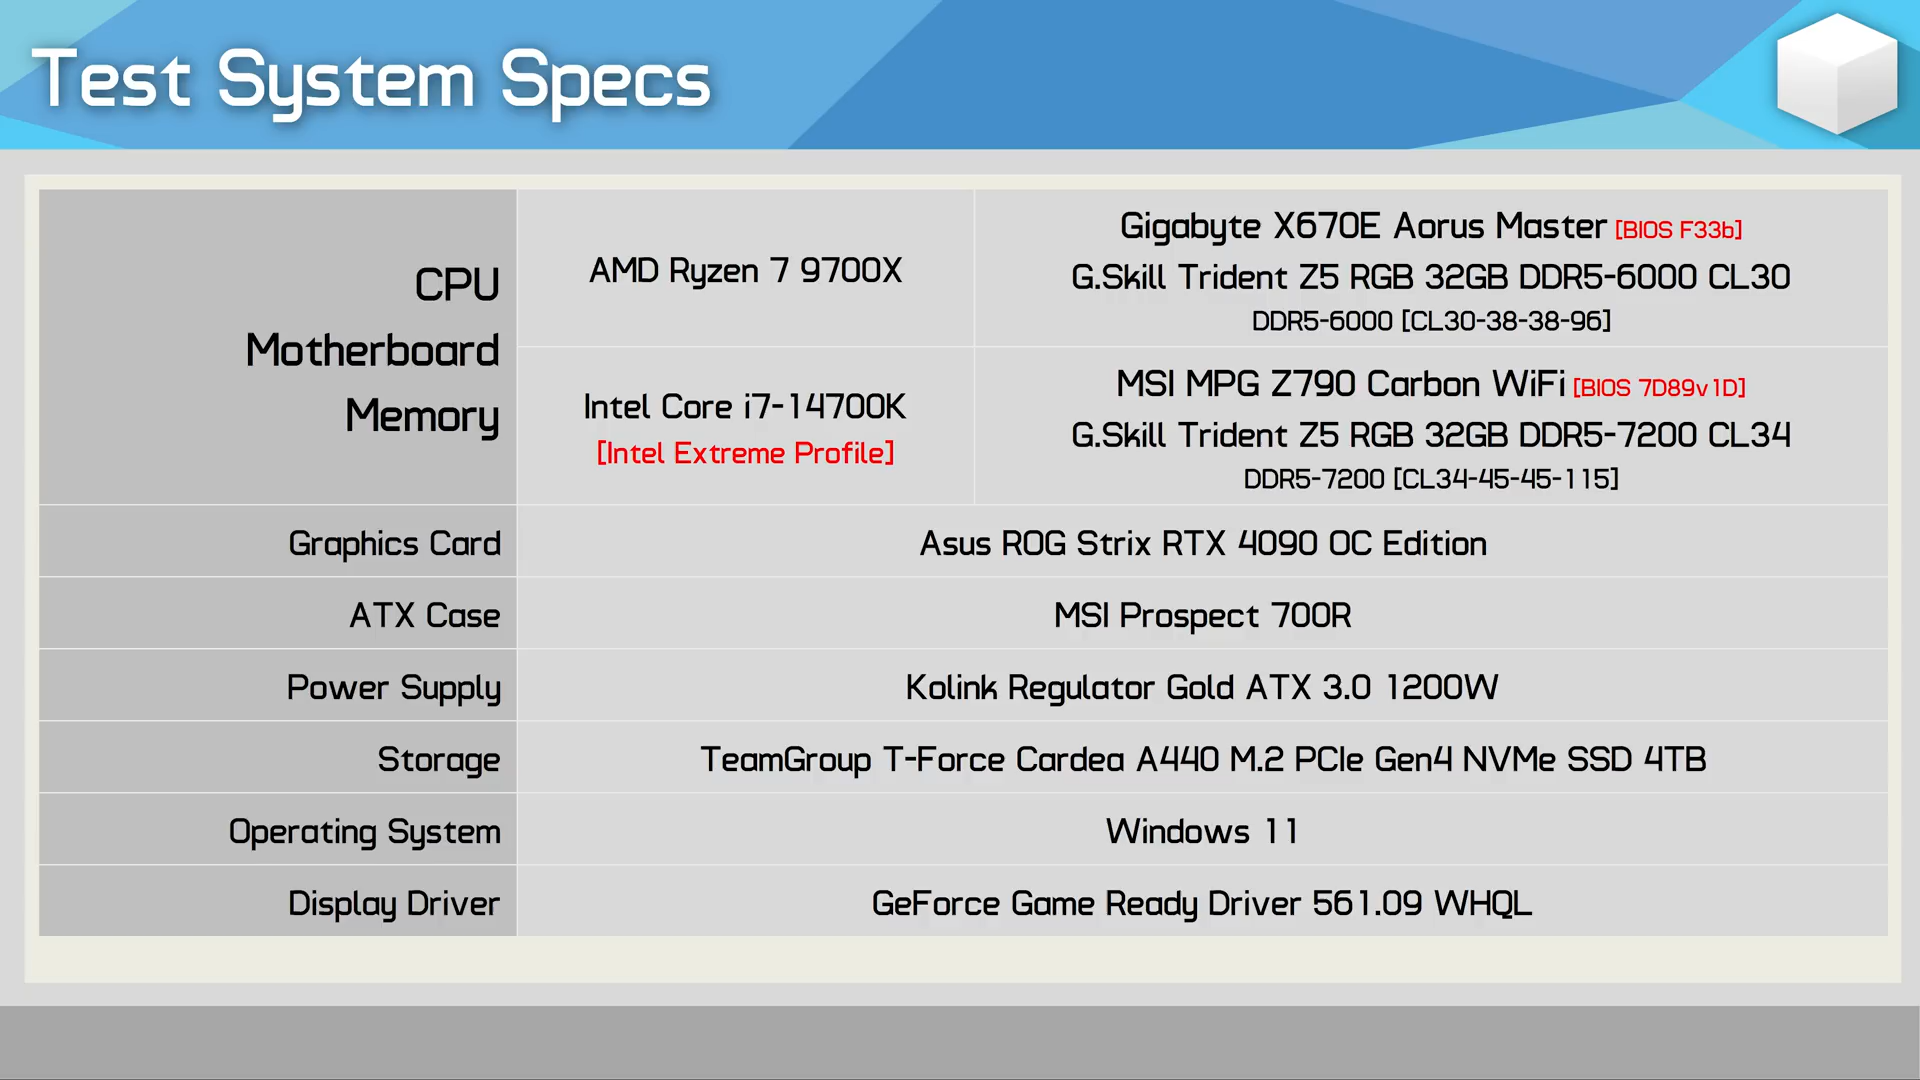 Test System Specs
CPU
Motherboard
Memory
AMD Ryzen 7 9700X
Gigabyte X670E Aorus Master [BIOS F33b]
G.Skill Trident Z5 RGB 32GB DDR5-6000 CL30
DDR5-6000 [CL30-38-38-96]
Intel Core i7-14700K
[Intel Extreme Profile]
MSI MPG Z790 Carbon WiFi [BIOS 7D89v1D]
G.Skill Trident Z5 RGB 32GB DDR5-7200 CL34
DDR5-7200 [CL34-45-45-115]
Graphics Card
Asus ROG Strix RTX 4090 OC Edition
ATX Case
MSI Prospect 700R
Power Supply
Kolink Regulator Gold ATX 3.0 1200W
Storage
TeamGroup T-Force Cardea A440 M.2 PCIe Gen4 NVMe SSD 4TB
Operating System
Windows 11
Display Driver
GeForce Game Ready Driver 561.09 WHQL